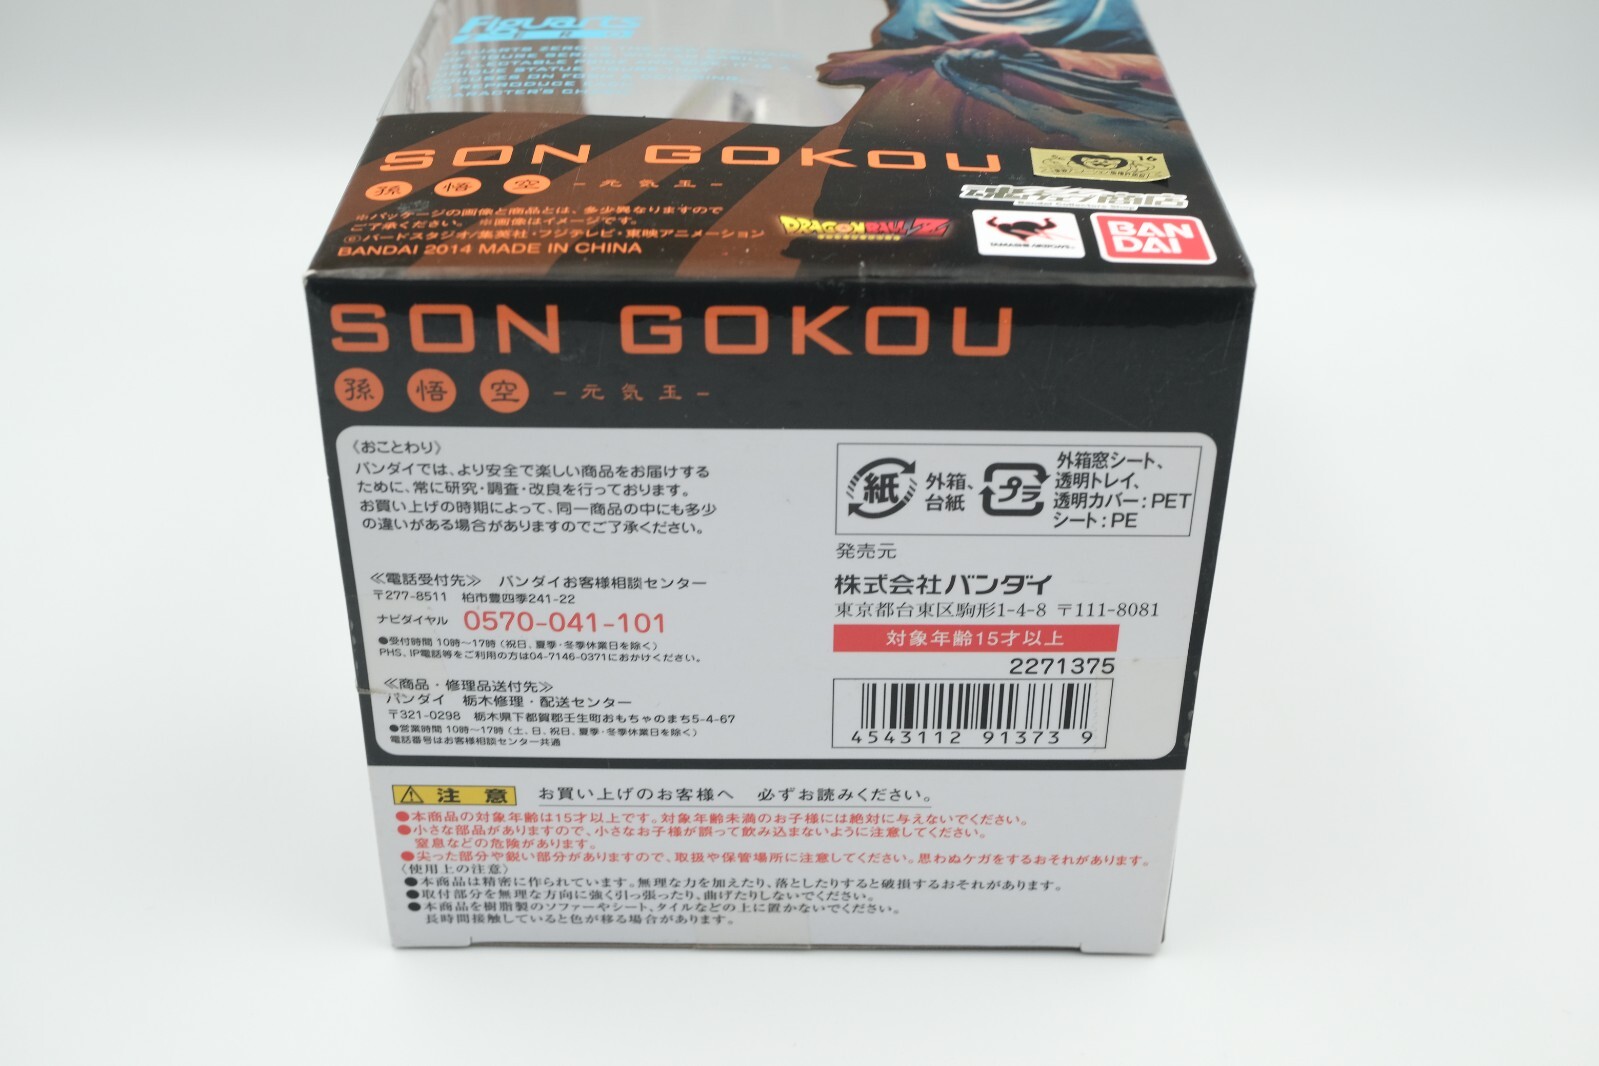 Figuarts
ZERO
SON GOKOU
孫悟空 -元気玉-
16
※パッケージの画像と商品とは、多少異なりますので
ご了承ください。 ※画像はイメージです。
©バードスタジオ/集英社・フジテレビ・東映アニメーション
BANDAI 2014 MADE IN CHINA
DRAGONBALL Z
TAMASHII NATIONS
BAN
DAI
SON GOKOU
孫悟空 -元気玉-
〈おことわり〉
バンダイでは、より安全で楽しい商品をお届けする
ために、常に研究・調査・改良を行っております。
お買い上げの時期によって、同一商品の中にも多少
の違いがある場合がありますのでご了承ください。
≪電話受付先≫ バンダイお客様相談センター
〒277-8511 柏市豊四季241-22
ナビダイヤル 0570-041-101
●受付時間 10時～17時(祝日、夏季・冬季休業日を除く)
PHS、IP電話等をご利用の方は04-7146-0371におかけください。
≪商品・修理品送付先≫
バンダイ 栃木修理・配送センター
〒321-0298 栃木県下都賀郡壬生町おもちゃのまち5-4-67
●営業時間 10時～17時(土、日、祝日、夏季・冬季休業日を除く)
電話番号はお客様相談センター共通
紙 外箱、
台紙
プラ 外箱窓シート、
透明トレイ、
透明カバー:PET
シート:PE
発売元
株式会社バンダイ
東京都台東区駒形1-4-8 〒111-8081
対象年齢15才以上
2271375
4543112 91373 9
注意 お買い上げのお客様へ 必ずお読みください。
●本商品の対象年齢は15才以上です。対象年齢未満のお子様には絶対に与えないでください。
●小さな部品がありますので、小さなお子様が誤って飲み込まないように注意してください。
窒息などの危険があります。
●尖った部分や鋭い部分がありますので、取扱や保管場所に注意してください。思わぬケガをするおそれがあります。
〈使用上の注意〉
●本商品は精密に作られています。無理な力を加えたり、落としたりすると破損するおそれがあります。
●取付部分を無理な方向に強く引っ張ったり、曲げたりしないでください。
●本商品を樹脂製のソファーやシート、タイルなどの上に置かないでください。
長時間接触していると色が移る場合があります。